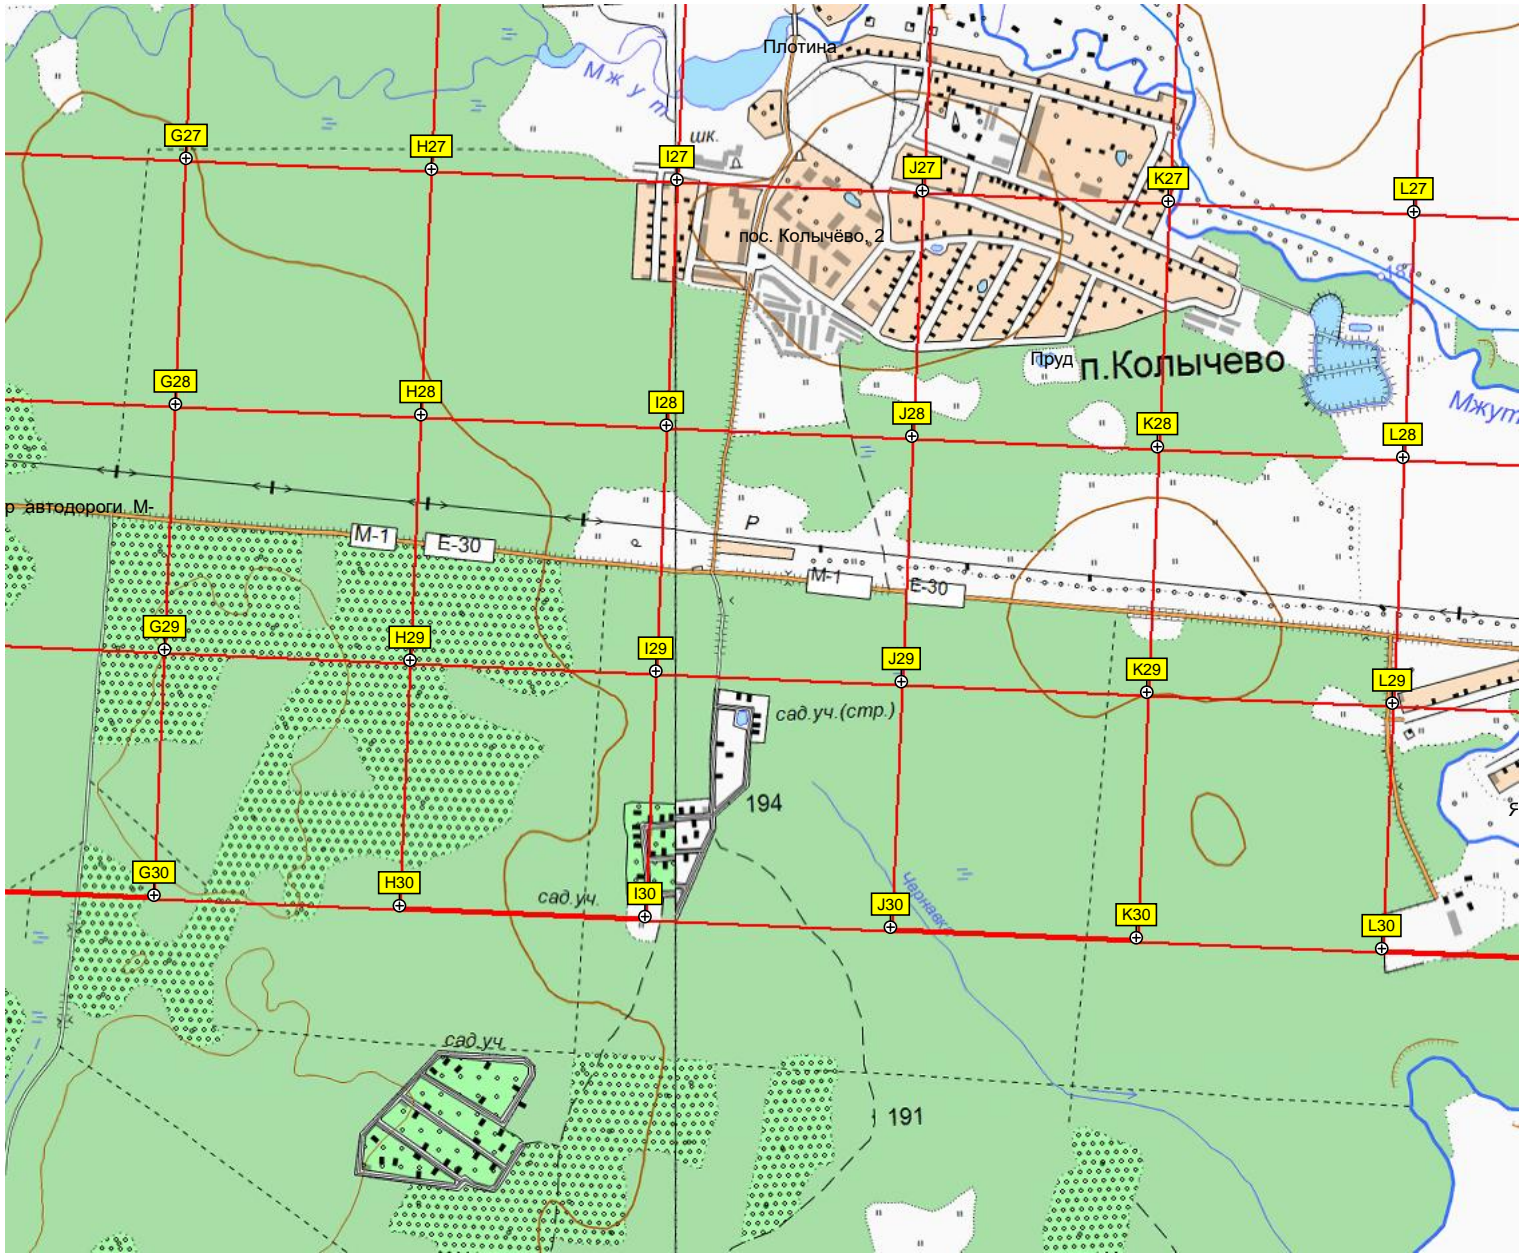 Плотина
Мжут
шк.
G27
H27
I27
J27
K27
L27
пос. Колычёво, 2
187
Пруд
п.Колычево
Мжут
G28
H28
I28
J28
K28
L28
р автодороги М-
М-1
Е-30
Р
М-1
Е-30
G29
H29
I29
J29
K29
L29
сад.уч.(стр.)
194
Я
G30
H30
сад.уч.
I30
J30
Чернавка
K30
L30
сад.уч.
191